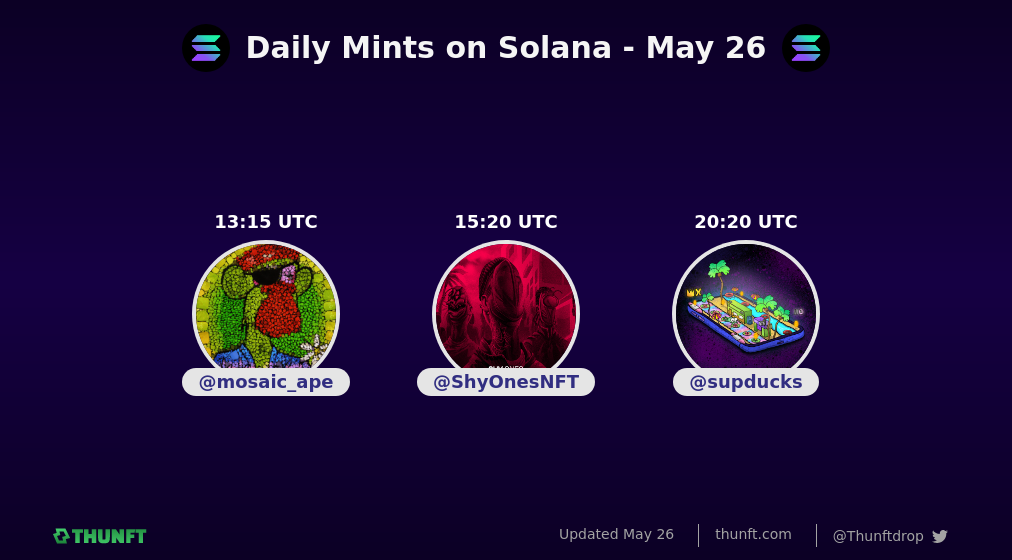 Daily Mints on Solana - May 26
13:15 UTC
15:20 UTC
20:20 UTC
@mosaic_ape
@ShyOnesNFT
@supducks
THUNFT
Updated May 26
thunft.com
@Thunftdrop